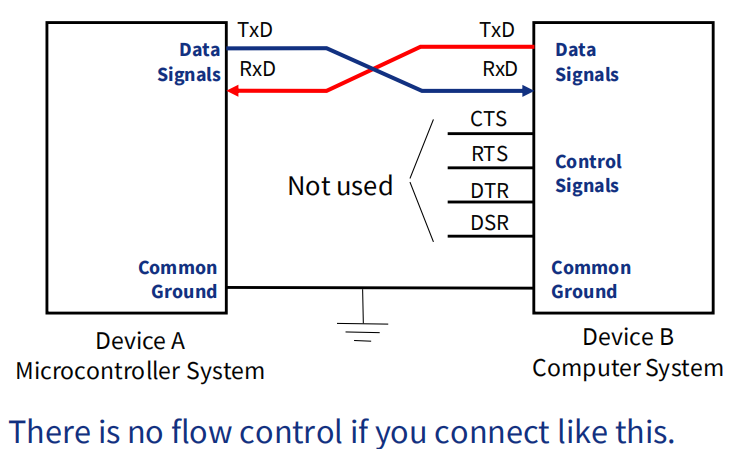 TxD
TxD
Data
Signals
RxD
RxD
Data
Signals
CTS
RTS
DTR
DSR
Not used
Control
Signals
Common
Ground
Common
Ground
Device A
Microcontroller System
Device B
Computer System
There is no flow control if you connect like this.